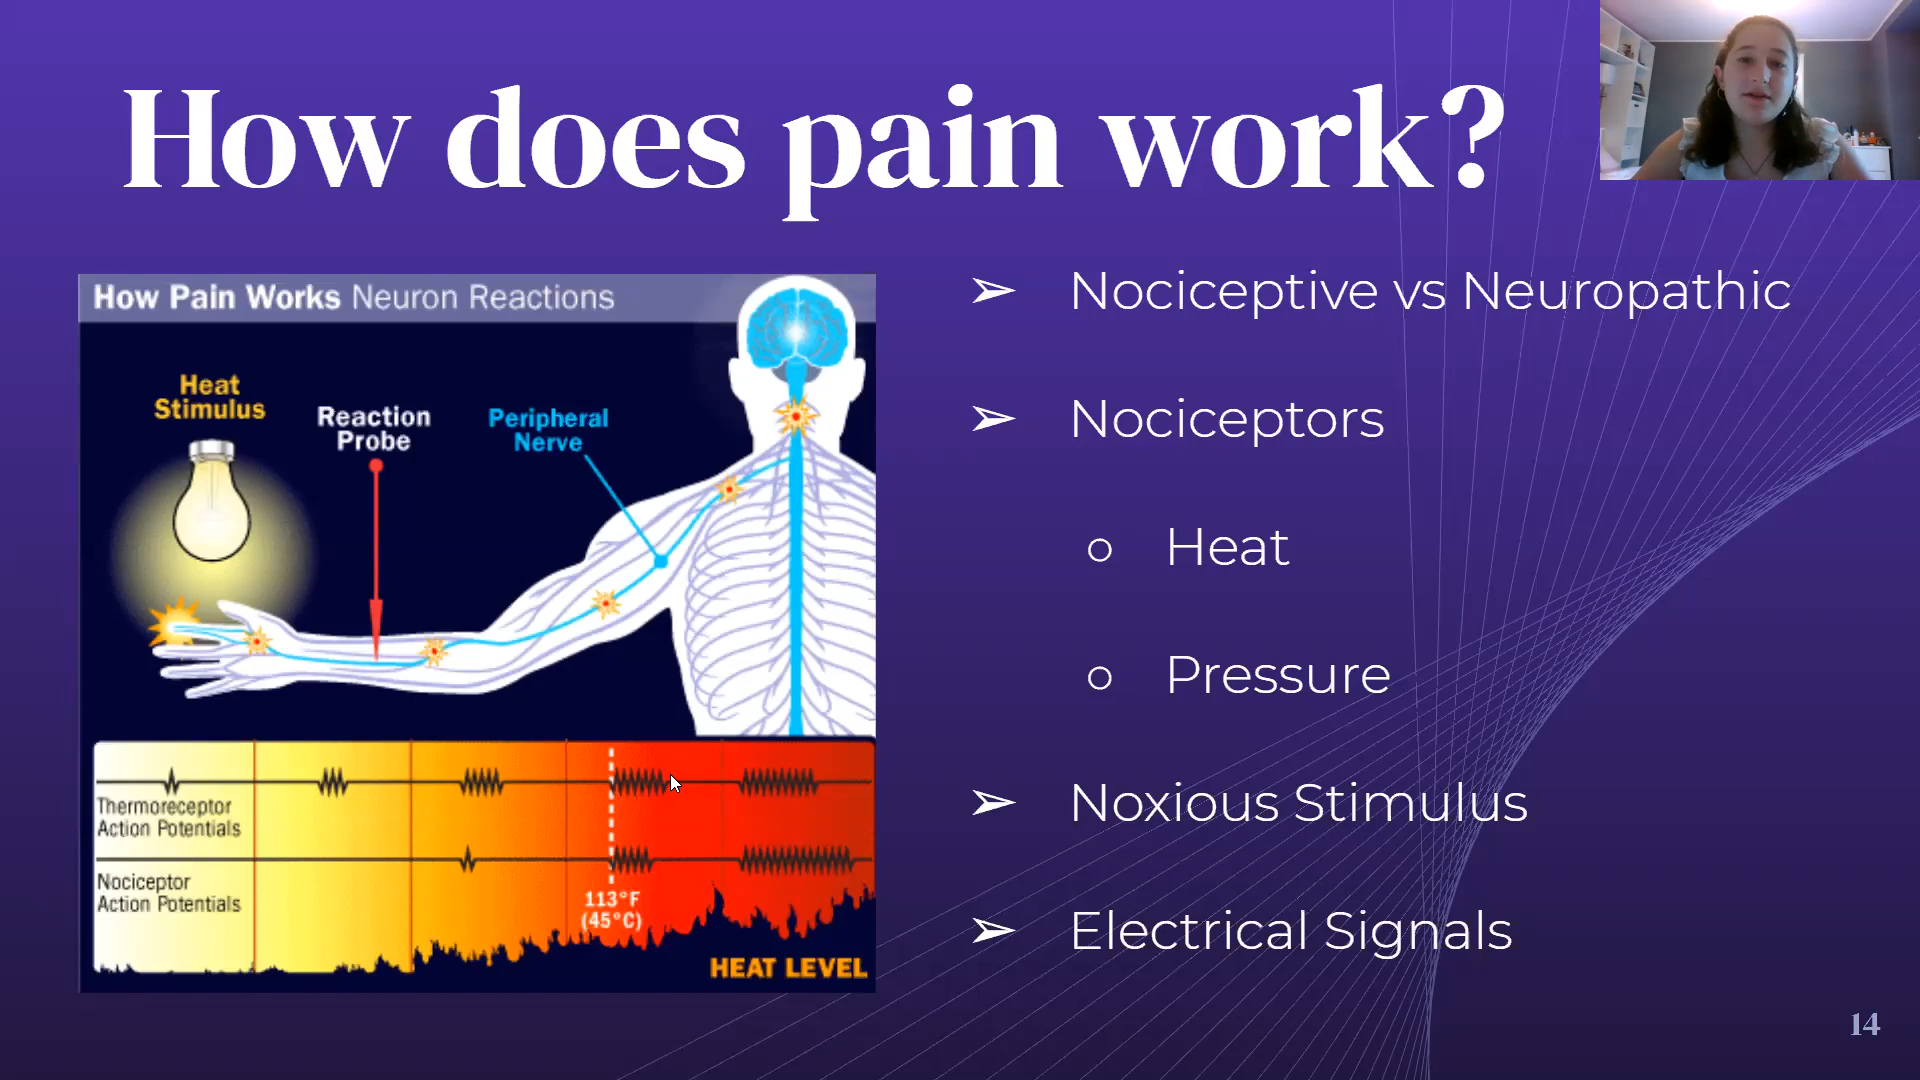 How does pain work?
How Pain Works Neuron Reactions
Heat
Stimulus
Reaction
Probe
Peripheral
Nerve
Thermoreceptor
Action Potentials
Nociceptor
Action Potentials
113°F
(45°C)
HEAT LEVEL
➢ Nociceptive vs Neuropathic
➢ Nociceptors
○ Heat
○ Pressure
➢ Noxious Stimulus
➢ Electrical Signals
14